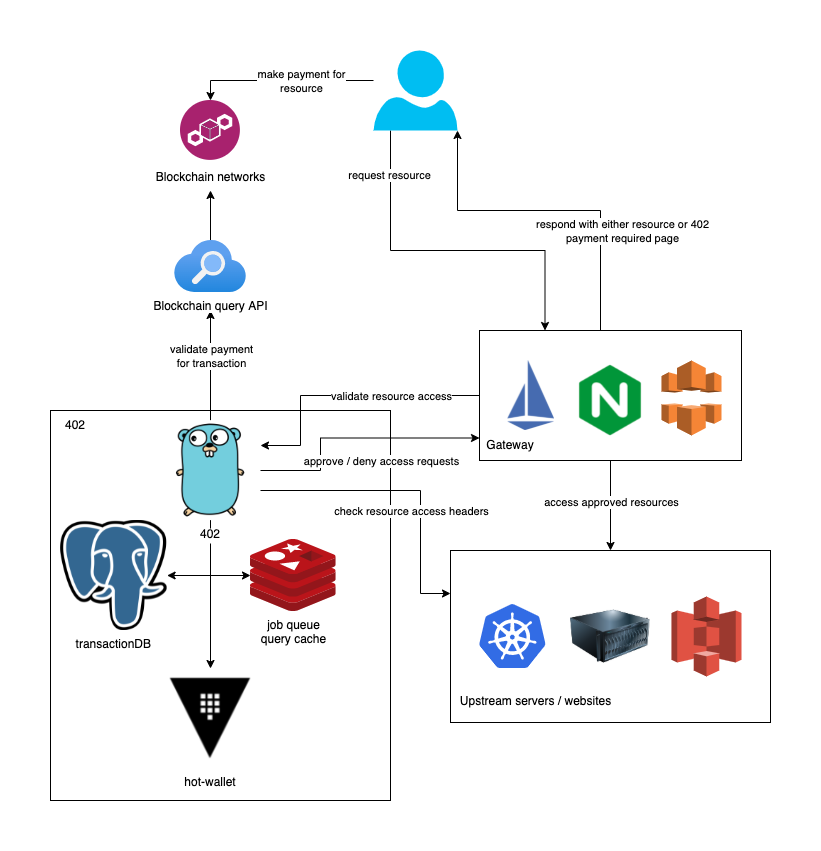 make payment for
resource
Blockchain networks
request resource
respond with either resource or 402
payment required page
Blockchain query API
validate payment
for transaction
validate resource access
402
N
Gateway
approve / deny access requests
access approved resources
check resource access headers
402
job queue
query cache
transactionDB
Upstream servers / websites
hot-wallet